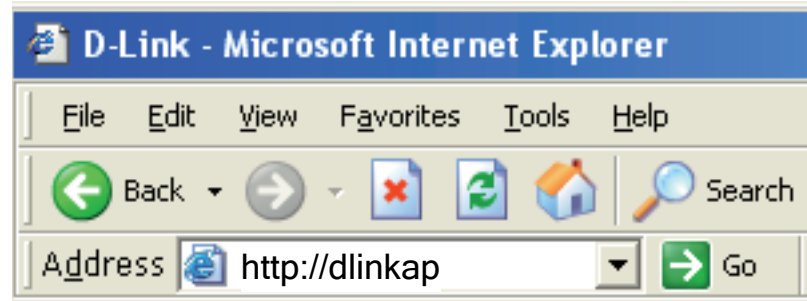 D-Link - Microsoft Internet Explorer
File Edit View Favorites Tools Help
Back Search
Address http://dlinkap Go